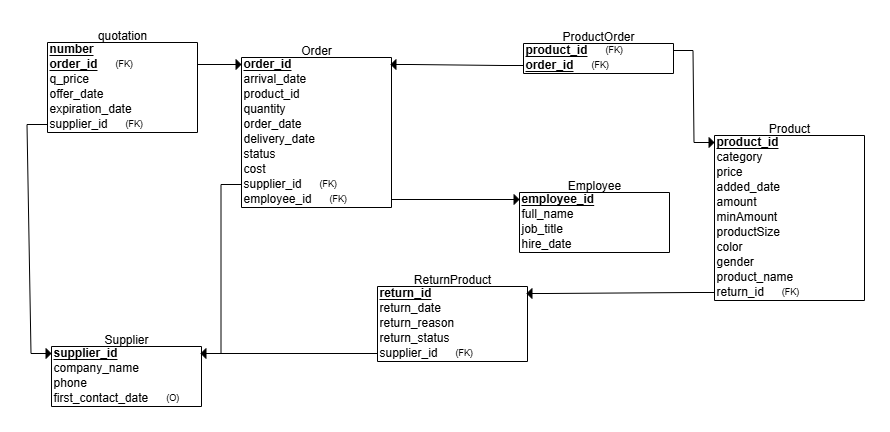 quotation
number
order_id (FK)
q_price
offer_date
expiration_date
supplier_id (FK)
Order
order_id
arrival_date
product_id
quantity
order_date
delivery_date
status
cost
supplier_id (FK)
employee_id (FK)
ProductOrder
product_id (FK)
order_id (FK)
Product
product_id
category
price
added_date
amount
minAmount
productSize
color
gender
product_name
return_id (FK)
Employee
employee_id
full_name
job_title
hire_date
ReturnProduct
return_id
return_date
return_reason
return_status
supplier_id (FK)
Supplier
supplier_id
company_name
phone
first_contact_date (O)